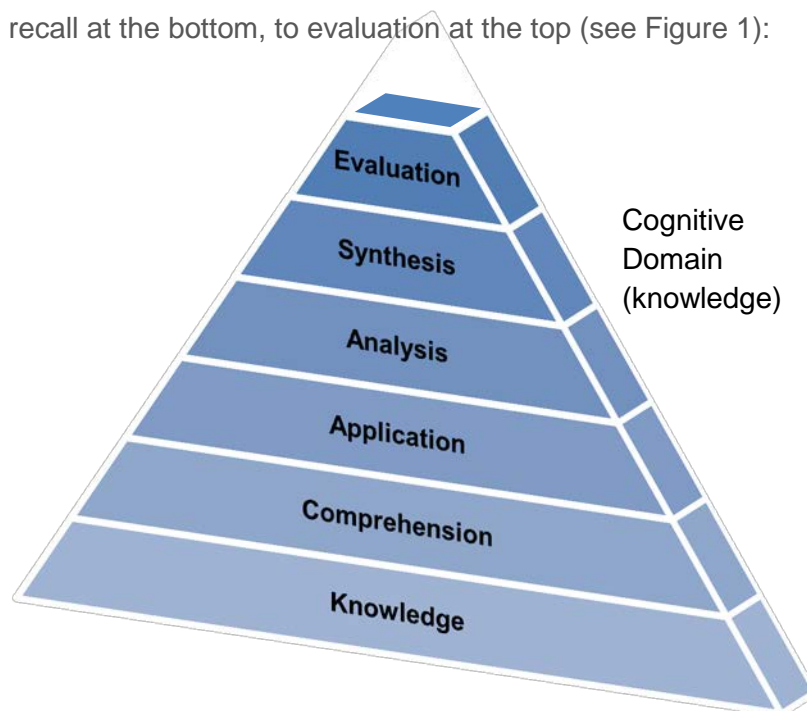 recall at the bottom, to evaluation at the top (see Figure 1):
Evaluation
Synthesis
Analysis
Application
Comprehension
Knowledge
Cognitive
Domain
(knowledge)